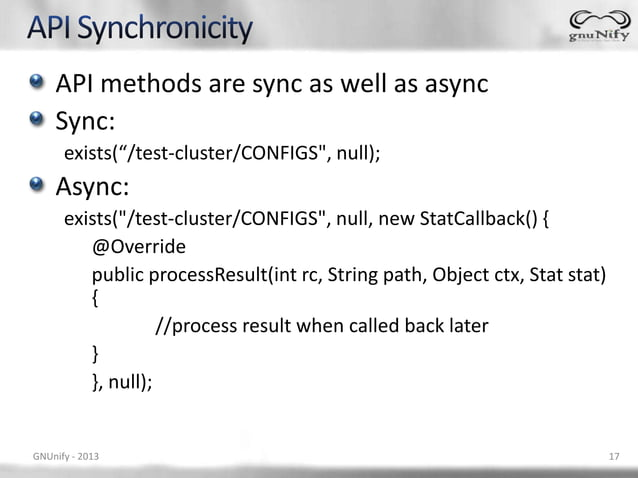 API Synchronicity
gnuNify
API methods are sync as well as async
Sync:
exists(“/test-cluster/CONFIGS", null);
Async:
exists("/test-cluster/CONFIGS", null, new StatCallback() {
@Override
public processResult(int rc, String path, Object ctx, Stat stat)
{
//process result when called back later
}
}, null);
GNUnify - 2013
17